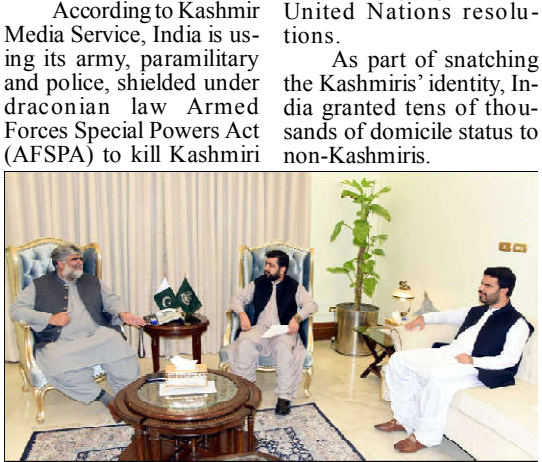 According to Kashmir
Media Service, India is us-
ing its army, paramilitary
and police, shielded under
draconian law Armed
Forces Special Powers Act
(AFSPA) to kill Kashmiri
United Nations resolu-
tions.
As part of snatching
the Kashmiris’ identity, In-
dia granted tens of thou-
sands of domicile status to
non-Kashmiris.